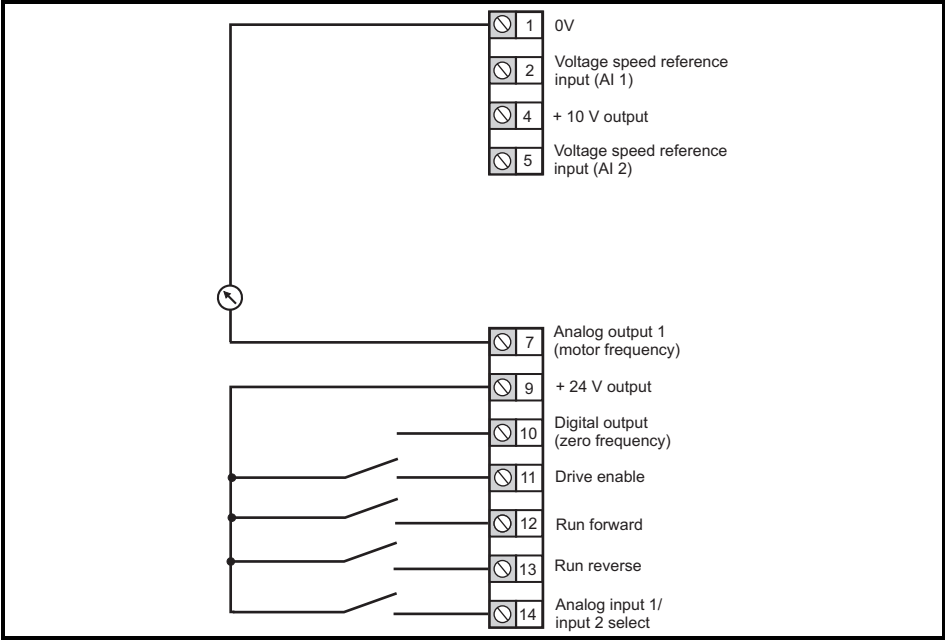 1 0V
2 Voltage speed reference
input (AI 1)
4 + 10 V output
5 Voltage speed reference
input (AI 2)
7 Analog output 1
(motor frequency)
9 + 24 V output
10 Digital output
(zero frequency)
11 Drive enable
12 Run forward
13 Run reverse
14 Analog input 1/
input 2 select